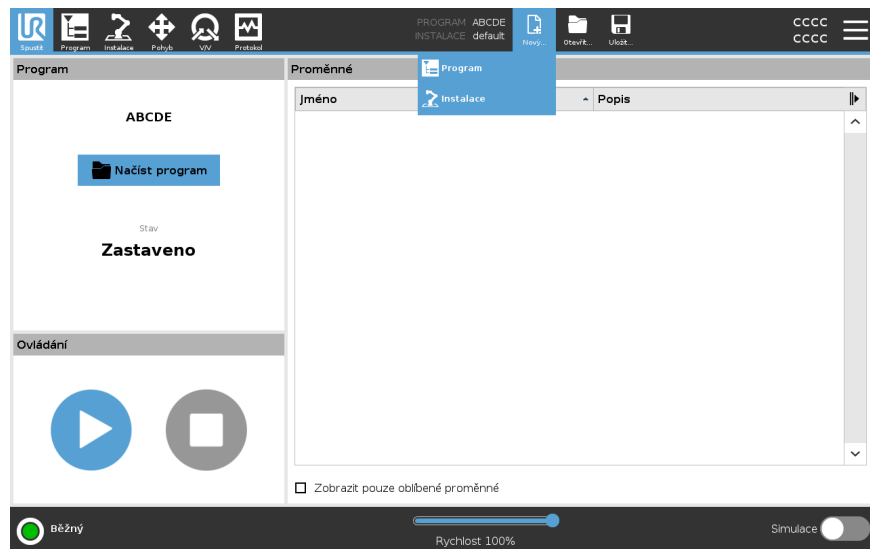 Spustit
Program
Instalace
Pohyb
V/V
Protokol
PROGRAM ABCDE
INSTALACE default
Nový...
Otevřít...
Uložit...
CCCC
CCCC
Program
Instalace
Program
ABCDE
Načíst program
Stav
Zastaveno
Ovládání
Proměnné
Jméno
Popis
Zobrazit pouze oblíbené proměnné
Běžný
Rychlost 100%
Simulace